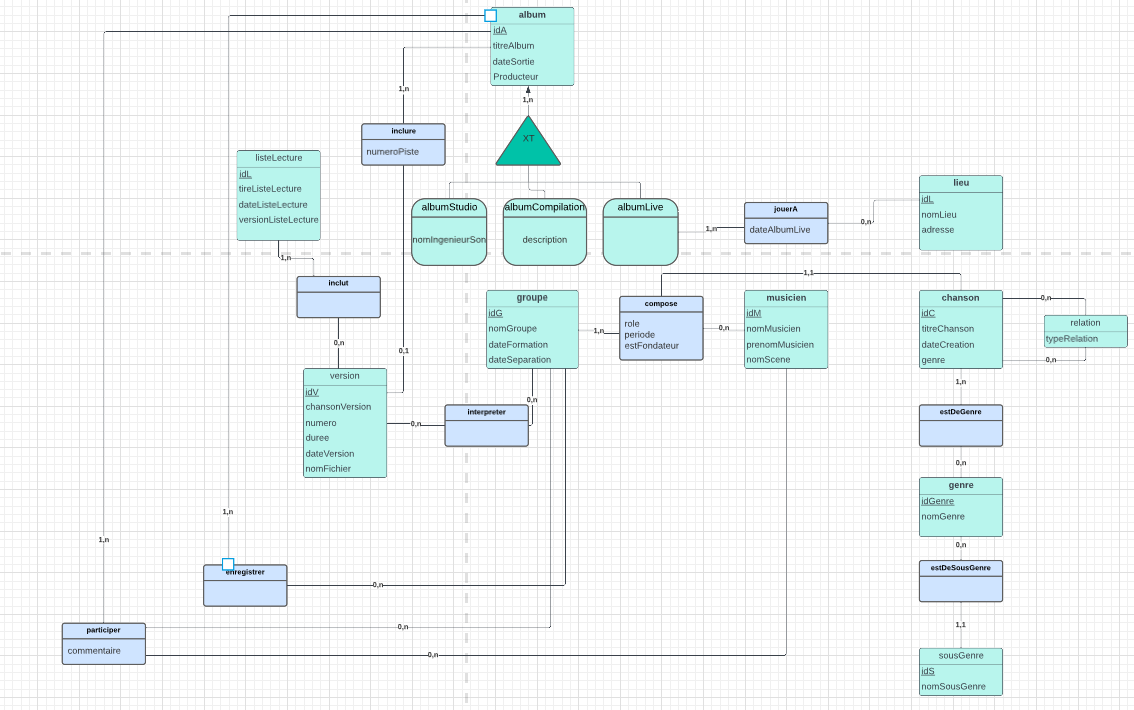 album
idA
titreAlbum
dateSortie
Producteur
1,n
1,n
inclure
numeroPiste
XT
listeLecture
idL
tireListeLecture
dateListeLecture
versionListeLecture
albumStudio
nomIngenieurSon
albumCompilation
description
albumLive
1,n
jouerA
dateAlbumLive
0,n
lieu
idL
nomLieu
adresse
1,n
inclut
0,n
0,1
1,1
groupe
idG
nomGroupe
dateFormation
dateSeparation
1,n
compose
role
periode
estFondateur
0,n
musicien
idM
nomMusicien
prenomMusicien
nomScene
chanson
idC
titreChanson
dateCreation
genre
0,n
relation
typeRelation
0,n
version
idV
chansonVersion
numero
duree
dateVersion
nomFichier
0,n
interpreter
0,n
1,n
estDeGenre
0,n
genre
idGenre
nomGenre
0,n
estDeSousGenre
1,1
sousGenre
idS
nomSousGenre
1,n
1,n
enregistrer
0,n
participer
commentaire
0,n
0,n